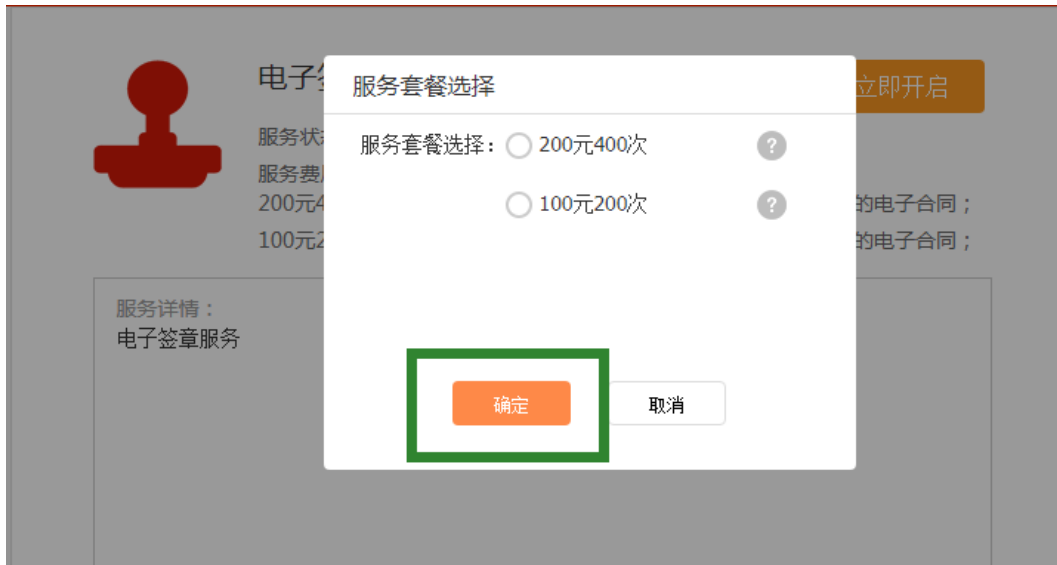 电子
立即开启
服务套餐选择
服务状
服务套餐选择：
200元400次
?
服务费
200元4
100元200次
?
的电子合同；
100元2
的电子合同；
服务详情：
电子签章服务
确定
取消